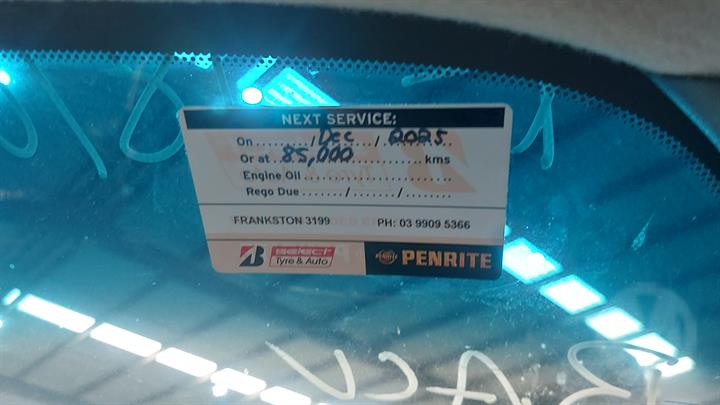 NEXT SERVICE:
On ......../ Dec ....../ 2025
Or at 85,000 ............ kms
Engine Oil ..............................
Rego Due ......./......./.........
FRANKSTON 3199 PH: 03 9909 5366
B select Tyre & Auto PENRITE